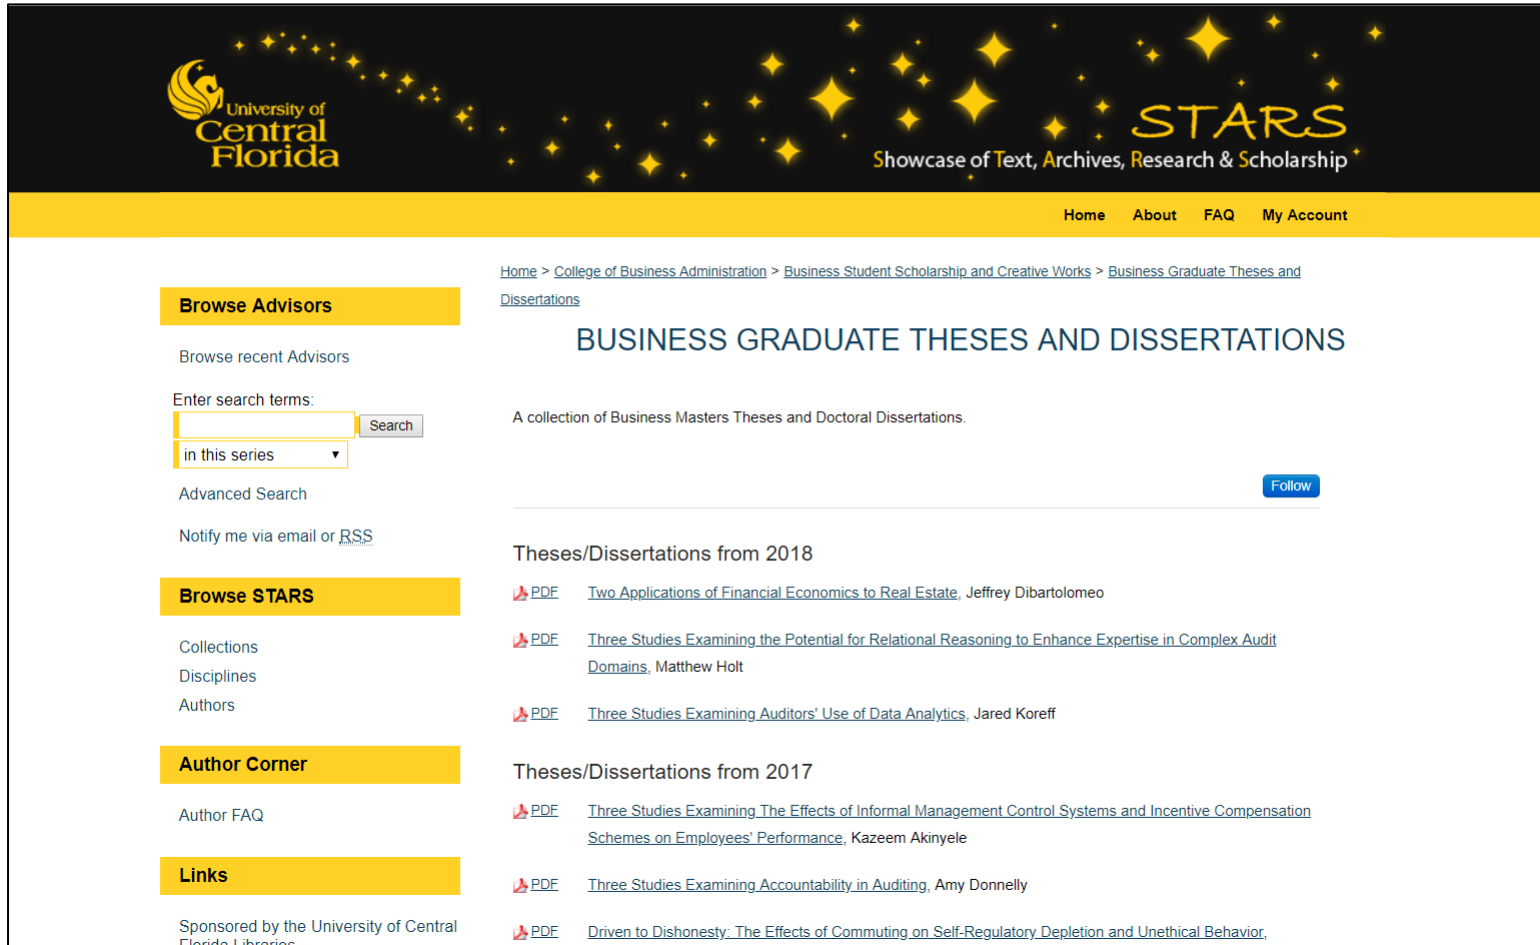 University of
Central
Florida
STARS
Showcase of Text, Archives, Research & Scholarship
Home About FAQ My Account
Home > College of Business Administration > Business Student Scholarship and Creative Works > Business Graduate Theses and
Dissertations
BUSINESS GRADUATE THESES AND DISSERTATIONS
A collection of Business Masters Theses and Doctoral Dissertations.
Follow
Browse Advisors
Browse recent Advisors
Enter search terms:
Search
in this series
Advanced Search
Notify me via email or RSS
Browse STARS
Collections
Disciplines
Authors
Author Corner
Author FAQ
Links
Sponsored by the University of Central
Florida Libraries
Theses/Dissertations from 2018
PDF Two Applications of Financial Economics to Real Estate, Jeffrey Dibartolomeo
PDF Three Studies Examining the Potential for Relational Reasoning to Enhance Expertise in Complex Audit
Domains, Matthew Holt
PDF Three Studies Examining Auditors' Use of Data Analytics, Jared Koreff
Theses/Dissertations from 2017
PDF Three Studies Examining The Effects of Informal Management Control Systems and Incentive Compensation
Schemes on Employees' Performance, Kazeem Akinyele
PDF Three Studies Examining Accountability in Auditing, Amy Donnelly
PDF Driven to Dishonesty: The Effects of Commuting on Self-Regulatory Depletion and Unethical Behavior,